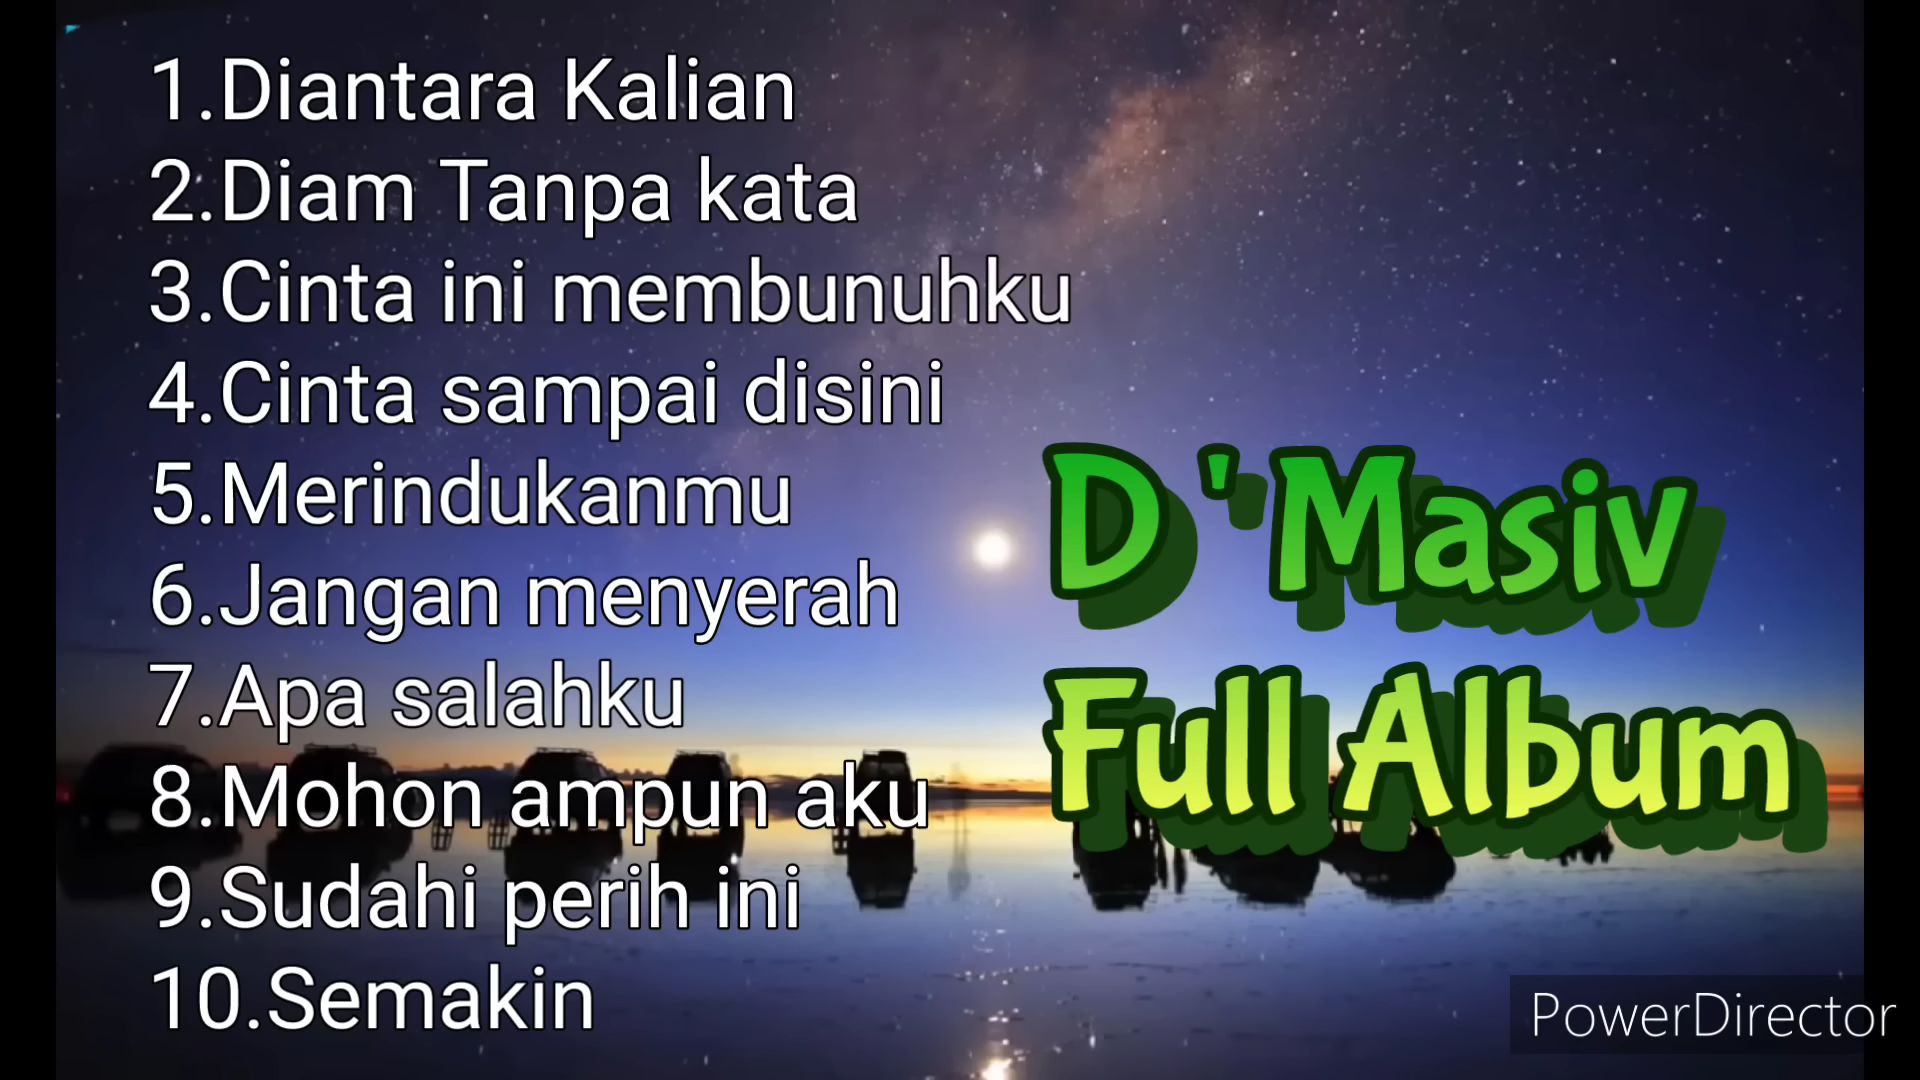 1.Diantara Kalian
2.Diam Tanpa kata
3.Cinta ini membunuhku
4.Cinta sampai disini
5.Merindukanmu
6.Jangan menyerah
7.Apa salahku
8.Mohon ampun aku
9.Sudahi perih ini
10.Semakin
D'Masiv
Full Album
PowerDirector